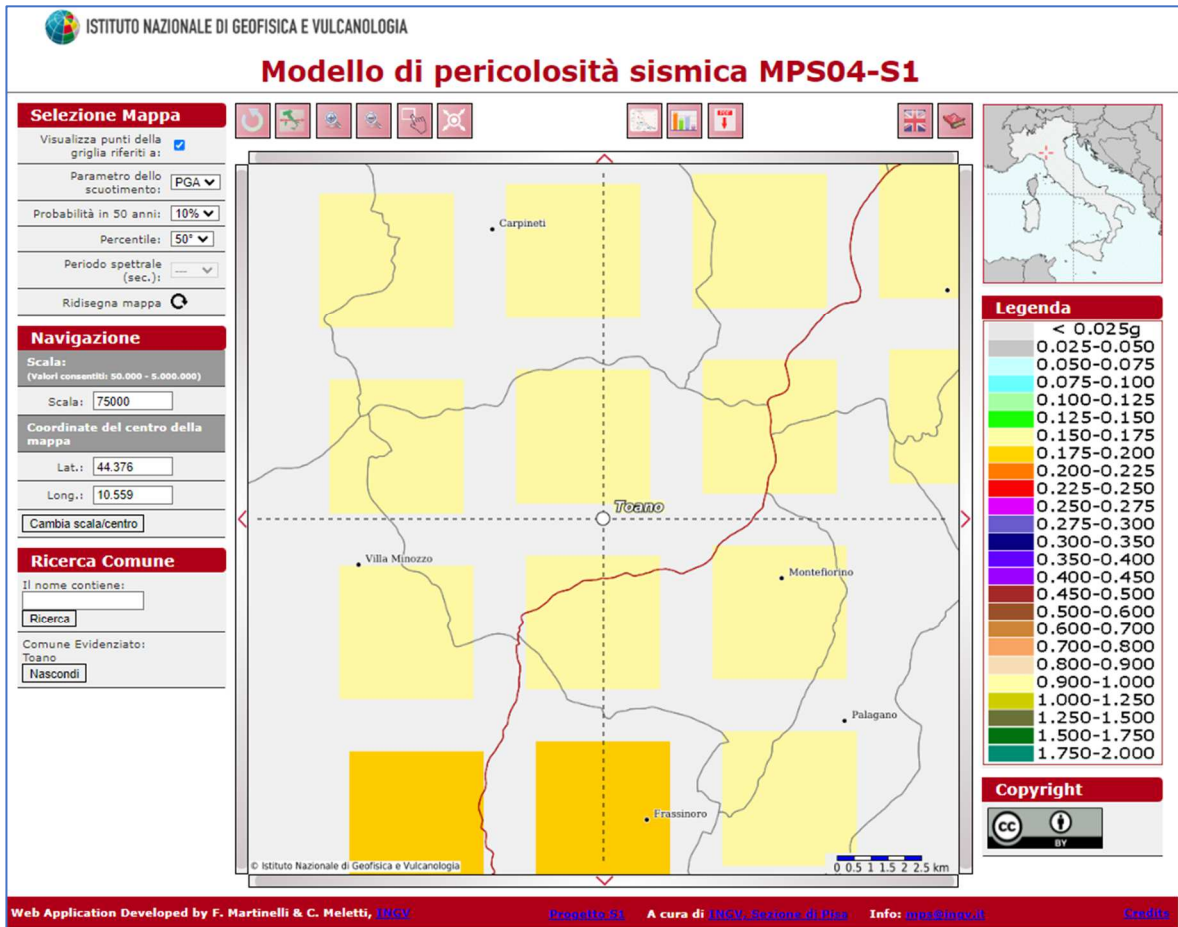 ISTITUTO NAZIONALE DI GEOFISICA E VULCANOLOGIA
Modello di pericolosità sismica MPS04-S1
Selezione Mappa
Visualizza punti della
griglia riferiti a:
Parametro dello
scuotimento: PGA
Probabilità in 50 anni: 10%
Percentile: 50°
Periodo spettrale
(sec.): ---
Ridisegna mappa
Navigazione
Scala:
(Valori consentiti: 50.000 - 5.000.000)
Scala: 75000
Coordinate del centro della
mappa
Lat.: 44.376
Long.: 10.559
Cambia scala/centro
Ricerca Comune
Il nome contiene:
Ricerca
Comune Evidenziato:
Toano
Nascondi
Carpineti
Toano
Villa Minozzo
Montefiorino
Palagano
Frassinoro
© Istituto Nazionale di Geofisica e Vulcanologia
0 0.5 1 1.5 2 2.5 km
Legenda
< 0.025g
0.025-0.050
0.050-0.075
0.075-0.100
0.100-0.125
0.125-0.150
0.150-0.175
0.175-0.200
0.200-0.225
0.225-0.250
0.250-0.275
0.275-0.300
0.300-0.350
0.350-0.400
0.400-0.450
0.450-0.500
0.500-0.600
0.600-0.700
0.700-0.800
0.800-0.900
0.900-1.000
1.000-1.250
1.250-1.500
1.500-1.750
1.750-2.000
Copyright
cc BY
Web Application Developed by F. Martinelli & C. Meletti, INGV Progetto S1 A cura di INGV, Sezione di Pisa Info: mps@ingv.it Credits